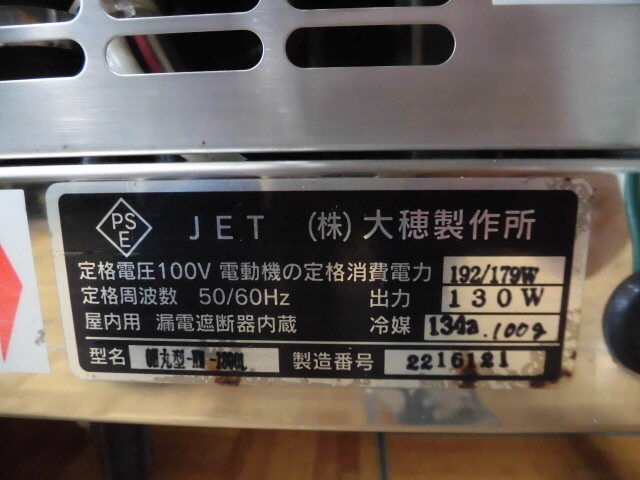 PS
E
JET (株)大穂製作所
定格電圧100V 電動機の定格消費電力 192/179W
定格周波数 50/60Hz 出力 130W
屋内用 漏電遮断器内蔵 冷媒 134a.100g
型名 製造番号 2216121